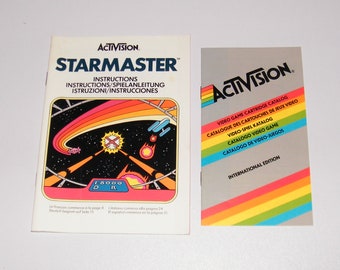 ACTIVISION
STARMASTER™
INSTRUCTIONS
INSTRUCTIONS/SPIELANLEITUNG
ISTRUZIONI/INSTRUCCIONES
ACTIVISION
VIDEO GAME CARTRIDGE CATALOG
CATALOGUE DES CARTOUCHES DE JEUX VIDEO
VIDEO-SPIEL KATALOG
CATALOGO VIDEO GAME
CATALOGO DE VIDEO-JUEGOS
INTERNATIONAL EDITION